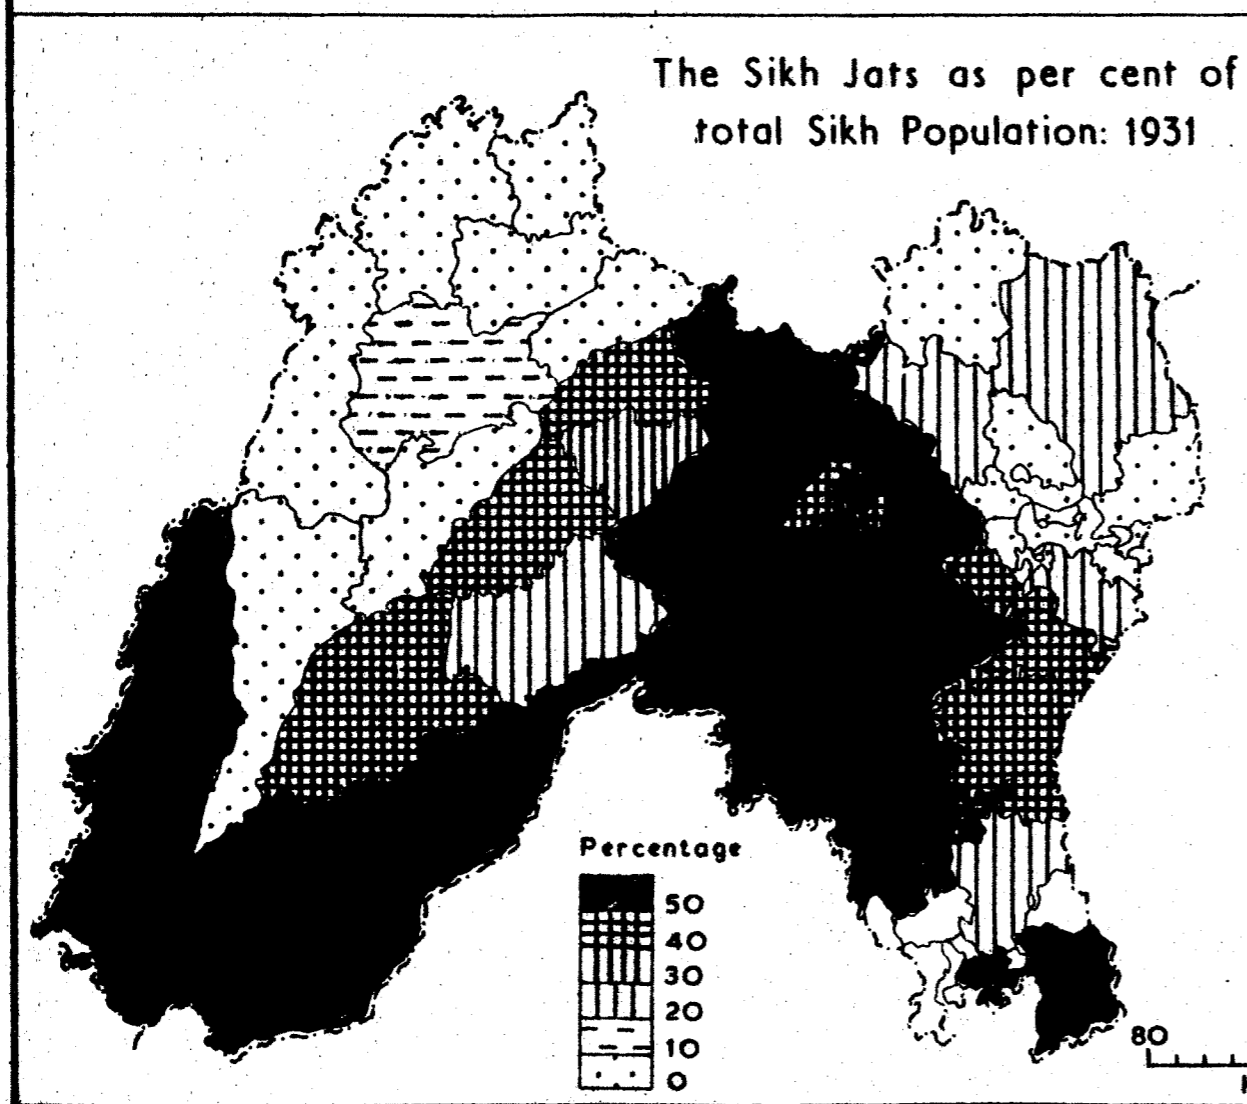 The Sikh Jats as per cent of
total Sikh Population: 1931
Percentage
50
40
30
20
10
0
80